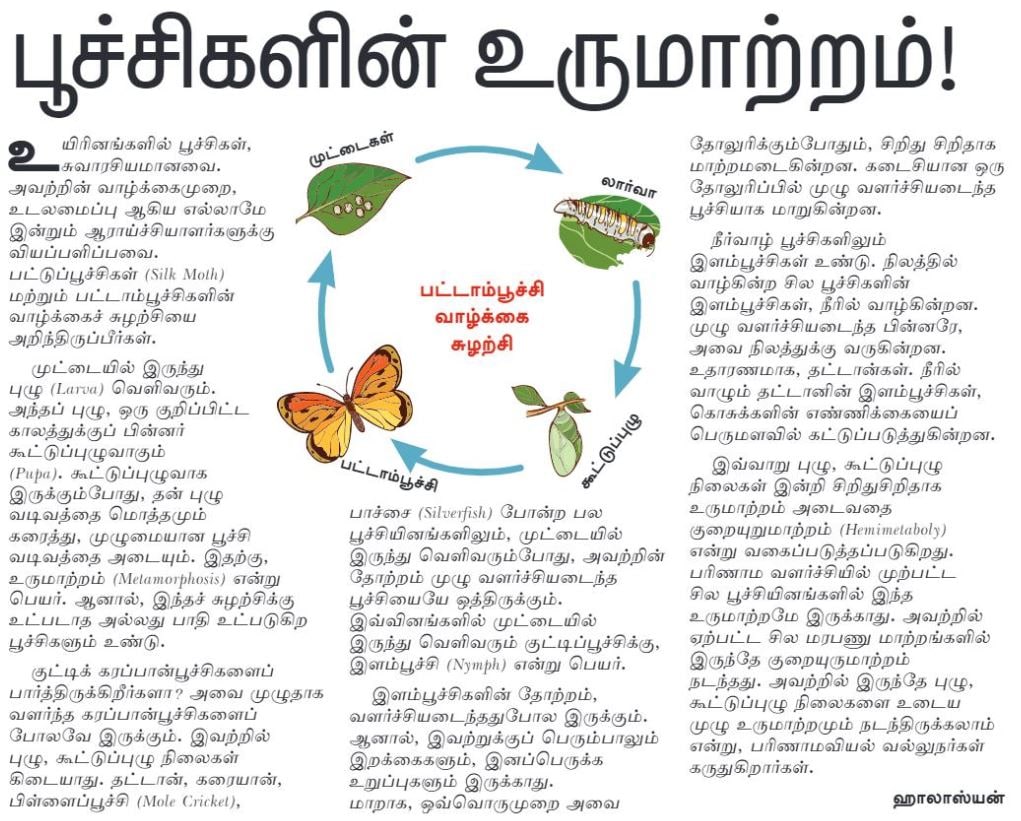 பூச்சிகளின் உருமாற்றம்!
உயிரினங்களில் பூச்சிகள்,
சுவாரசியமானவை.
அவற்றின் வாழ்க்கைமுறை,
உடலமைப்பு ஆகிய எல்லாமே
இன்றும் ஆராய்ச்சியாளர்களுக்கு
வியப்பளிப்பவை.
பட்டுப்பூச்சிகள் (Silk Moth)
மற்றும் பட்டாம்பூச்சிகளின்
வாழ்க்கைச் சுழற்சியை
அறிந்திருப்பீர்கள்.
முட்டையில் இருந்து
புழு (Larva) வெளிவரும்.
அந்தப் புழு, ஒரு குறிப்பிட்ட
காலத்துக்குப் பின்னர்
கூட்டுப்புழுவாகும்
(Pupa). கூட்டுப்புழுவாக
இருக்கும்போது, தன் புழு
வடிவத்தை மொத்தமும்
கரைத்து, முழுமையான பூச்சி
வடிவத்தை அடையும். இதற்கு,
உருமாற்றம் (Metamorphosis) என்று
பெயர். ஆனால், இந்தச் சுழற்சிக்கு
உட்படாத அல்லது பாதி உட்படுகிற
பூச்சிகளும் உண்டு.
குட்டிக் கரப்பான்பூச்சிகளைப்
பார்த்திருக்கிறீர்களா? அவை முழுதாக
வளர்ந்த கரப்பான்பூச்சிகளைப்
போலவே இருக்கும். இவற்றில்
புழு, கூட்டுப்புழு நிலைகள்
கிடையாது. தட்டான், கரையான்,
பிள்ளைப்பூச்சி (Mole Cricket),
முட்டைகள்
லார்வா
கூட்டுப்புழு
பட்டாம்பூச்சி
பட்டாம்பூச்சி
வாழ்க்கை
சுழற்சி
பாச்சை (Silverfish) போன்ற பல
பூச்சியினங்களிலும், முட்டையில்
இருந்து வெளிவரும்போது, அவற்றின்
தோற்றம் முழு வளர்ச்சியடைந்த
பூச்சியையே ஒத்திருக்கும்.
இவ்வினங்களில் முட்டையில்
இருந்து வெளிவரும் குட்டிப்பூச்சிக்கு,
இளம்பூச்சி (Nymph) என்று பெயர்.
இளம்பூச்சிகளின் தோற்றம்,
வளர்ச்சியடைந்ததுபோல இருக்கும்.
ஆனால், இவற்றுக்குப் பெரும்பாலும்
இறக்கைகளும், இனப்பெருக்க
உறுப்புகளும் இருக்காது.
மாறாக, ஒவ்வொருமுறை அவை
தோலுரிக்கும்போதும், சிறிது சிறிதாக
மாற்றமடைகின்றன. கடைசியான ஒரு
தோலுரிப்பில் முழு வளர்ச்சியடைந்த
பூச்சியாக மாறுகின்றன.
நீர்வாழ் பூச்சிகளிலும்
இளம்பூச்சிகள் உண்டு. நிலத்தில்
வாழ்கின்ற சில பூச்சிகளின்
இளம்பூச்சிகள், நீரில் வாழ்கின்றன.
முழு வளர்ச்சியடைந்த பின்னரே,
அவை நிலத்துக்கு வருகின்றன.
உதாரணமாக, தட்டான்கள். நீரில்
வாழும் தட்டானின் இளம்பூச்சிகள்,
கொசுக்களின் எண்ணிக்கையைப்
பெருமளவில் கட்டுப்படுத்துகின்றன.
இவ்வாறு புழு, கூட்டுப்புழு
நிலைகள் இன்றி சிறிதுசிறிதாக
உருமாற்றம் அடைவதை
குறையுறுமாற்றம் (Hemimetaboly)
என்று வகைப்படுத்தப்படுகிறது.
பரிணாம வளர்ச்சியில் முற்பட்ட
சில பூச்சியினங்களில் இந்த
உருமாற்றமே இருக்காது. அவற்றில்
ஏற்பட்ட சில மரபணு மாற்றங்களில்
இருந்தே குறையுருமாற்றம்
நடந்தது. அவற்றில் இருந்தே புழு,
கூட்டுப்புழு நிலைகளை உடைய
முழு உருமாற்றமும் நடந்திருக்கலாம்
என்று, பரிணாமவியல் வல்லுநர்கள்
கருதுகிறார்கள்.
ஹாலாஸ்யன்